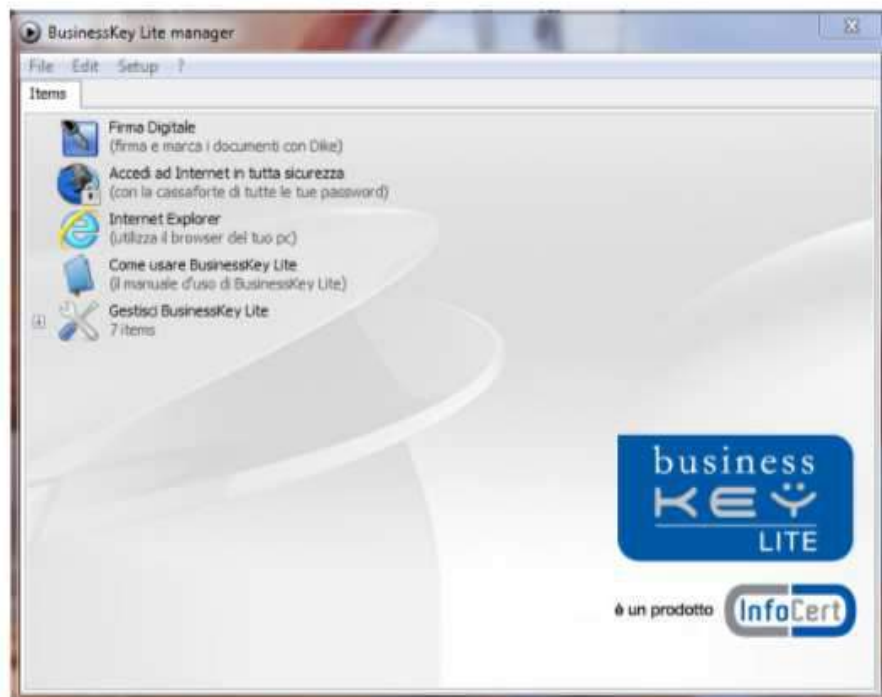 BusinessKey Lite manager
File Edit Setup ?
Items
Firma Digitale
(firma e marca i documenti con Dike)
Accedi ad Internet in tutta sicurezza
(con la cassaforte di tutte le tue password)
Internet Explorer
(utilizza il browser del tuo pc)
Come usare BusinessKey Lite
(il manuale d'uso di BusinessKey Lite)
Gestisci BusinessKey Lite
7 items
business
KEY
LITE
è un prodotto InfoCert